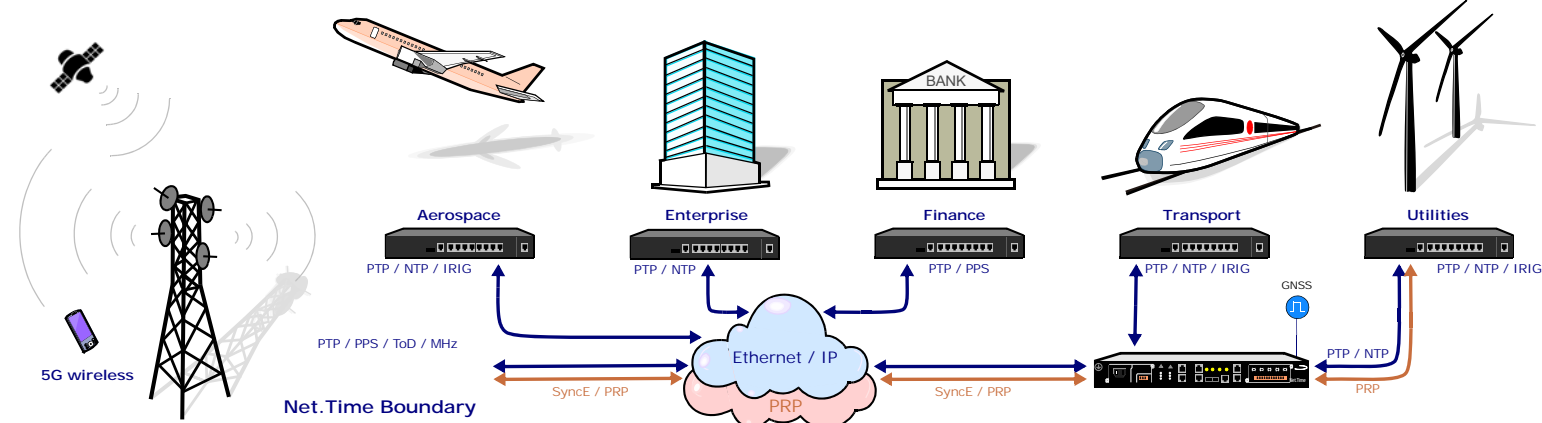 BANK
Aerospace
Enterprise
Finance
Transport
Utilities
PTP / NTP / IRIG
PTP / NTP
PTP / PPS
PTP / NTP / IRIG
PTP / NTP / IRIG
GNSS
PTP / PPS / ToD / MHz
Ethernet / IP
PTP / NTP
5G wireless
SyncE / PRP
SyncE / PRP
PRP
Net.Time Boundary
PRP
Net.Time